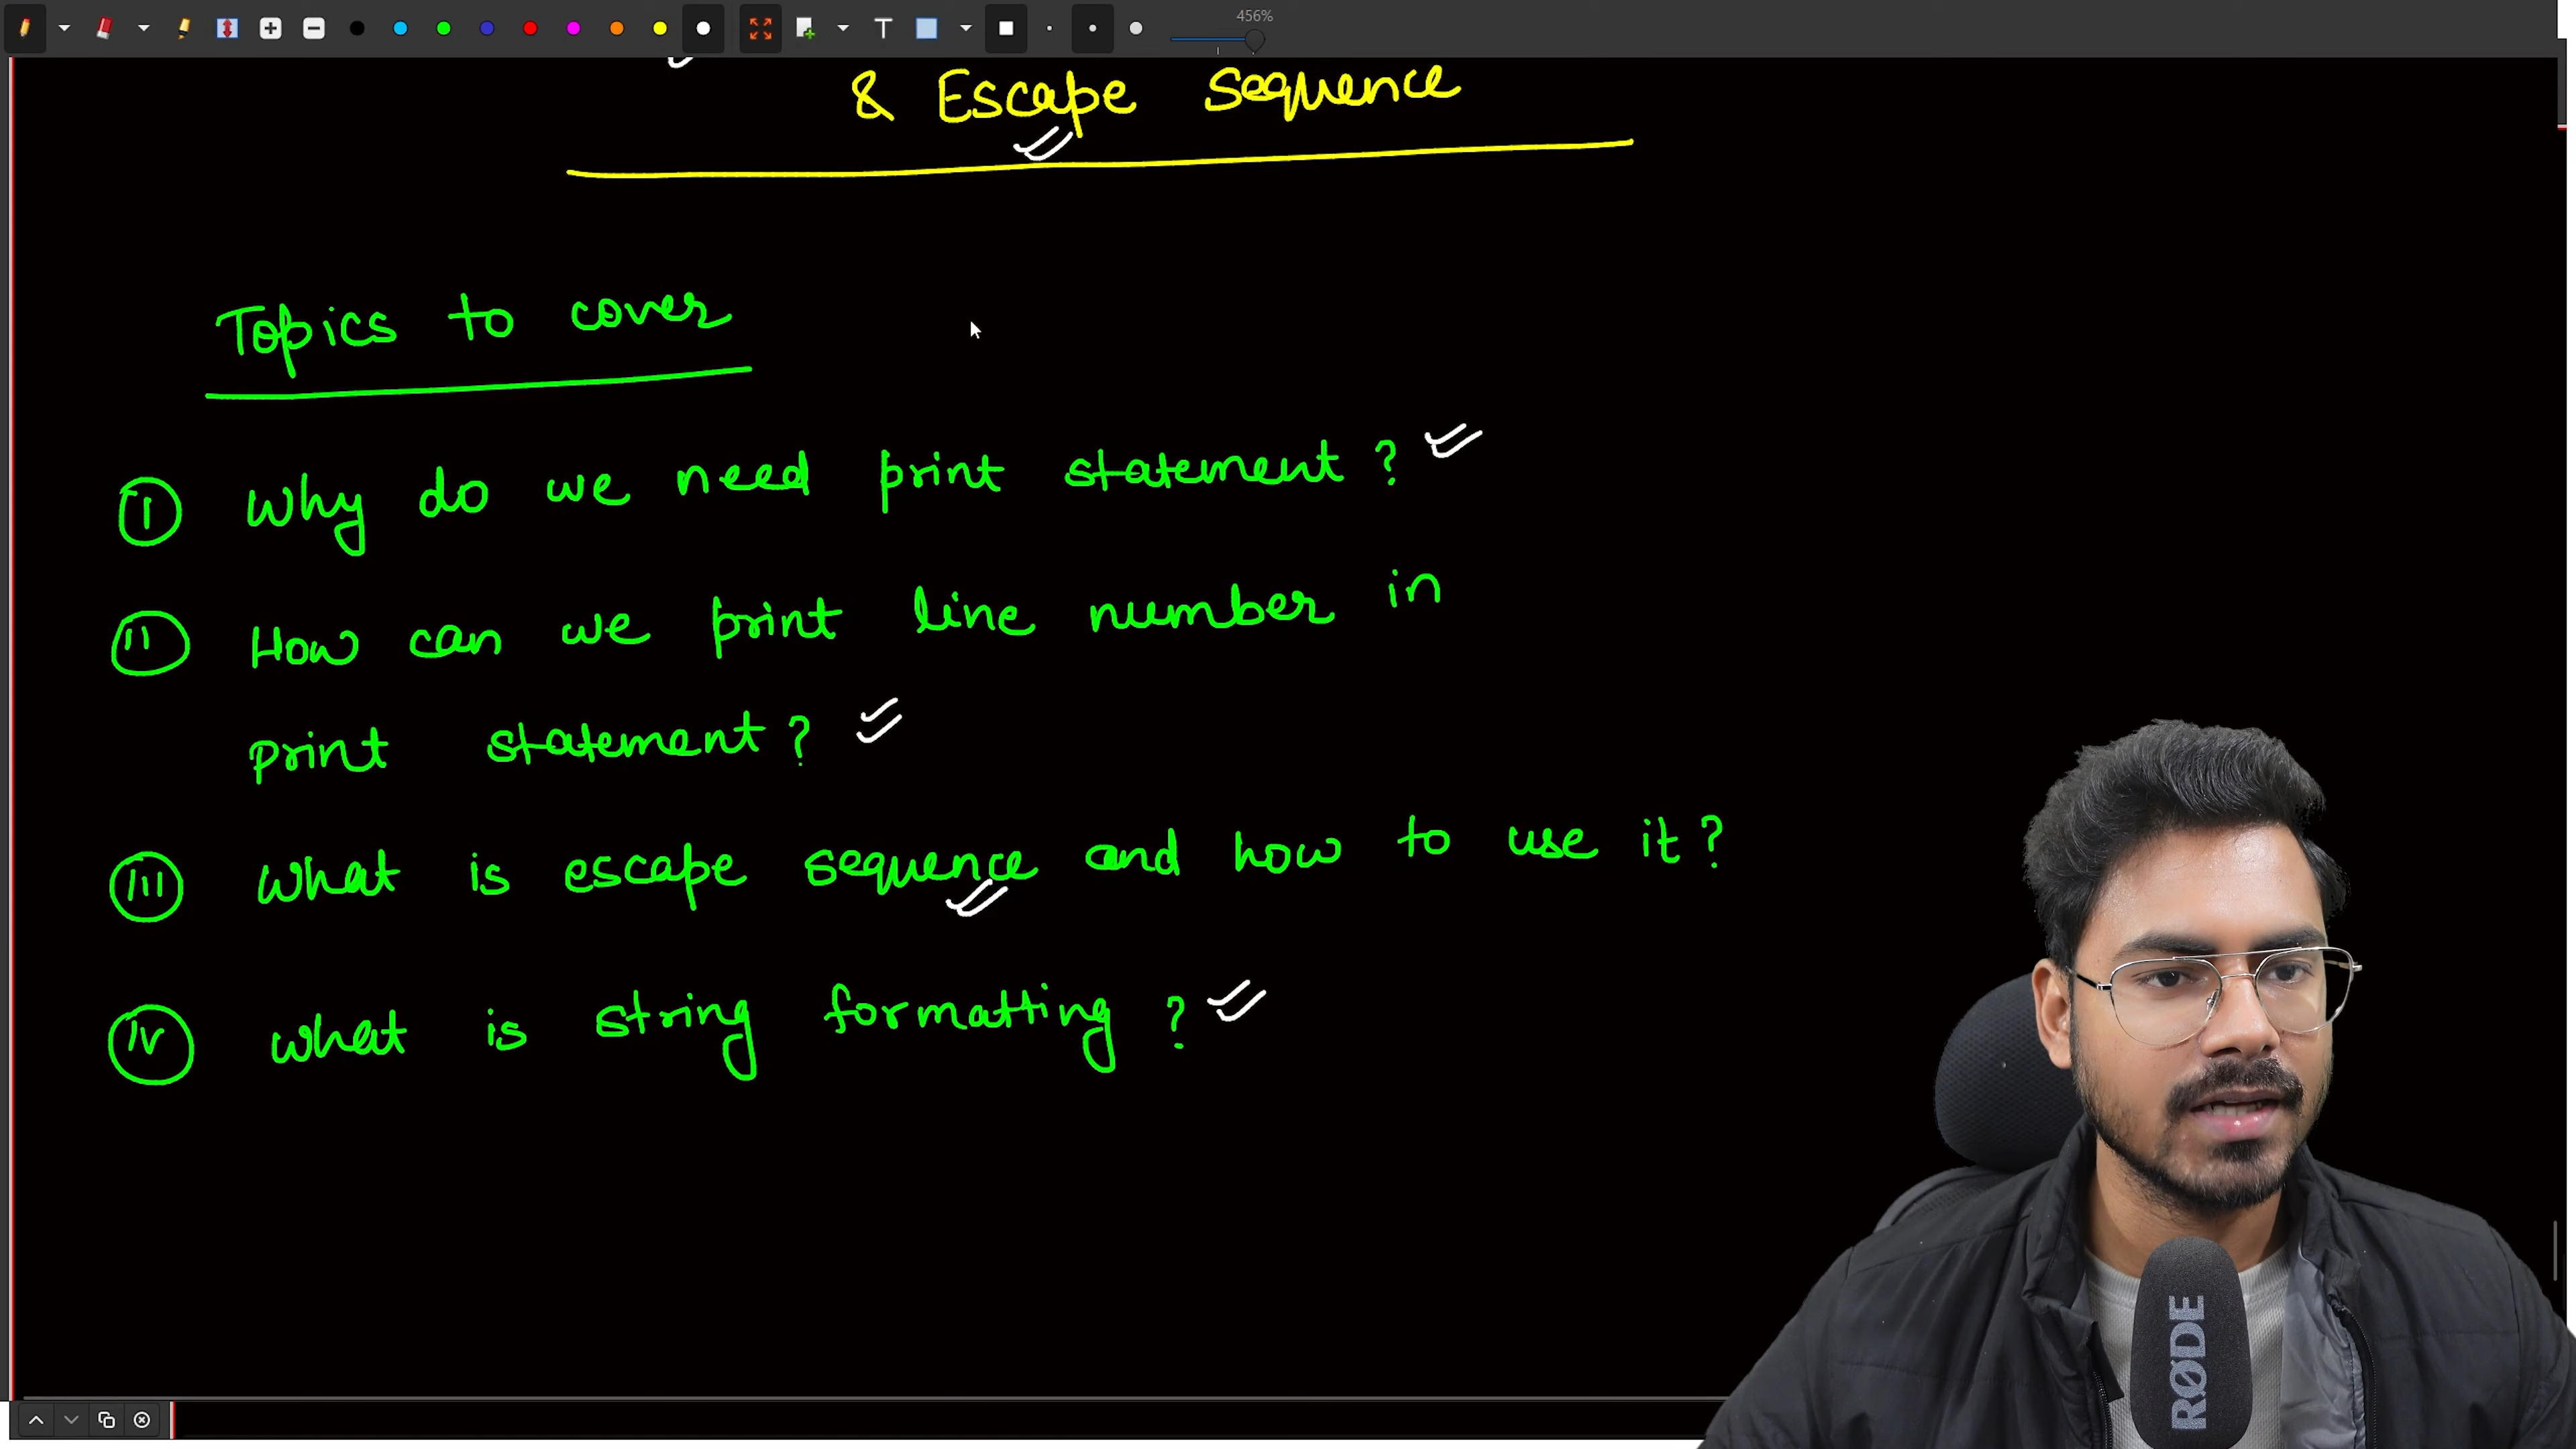 456%
& Escape Sequence
Topics to cover
I Why do we need print statement ?
II How can we print line number in
print statement ?
III What is escape sequence and how to use it ?
IV What is string formatting ?
RØDE